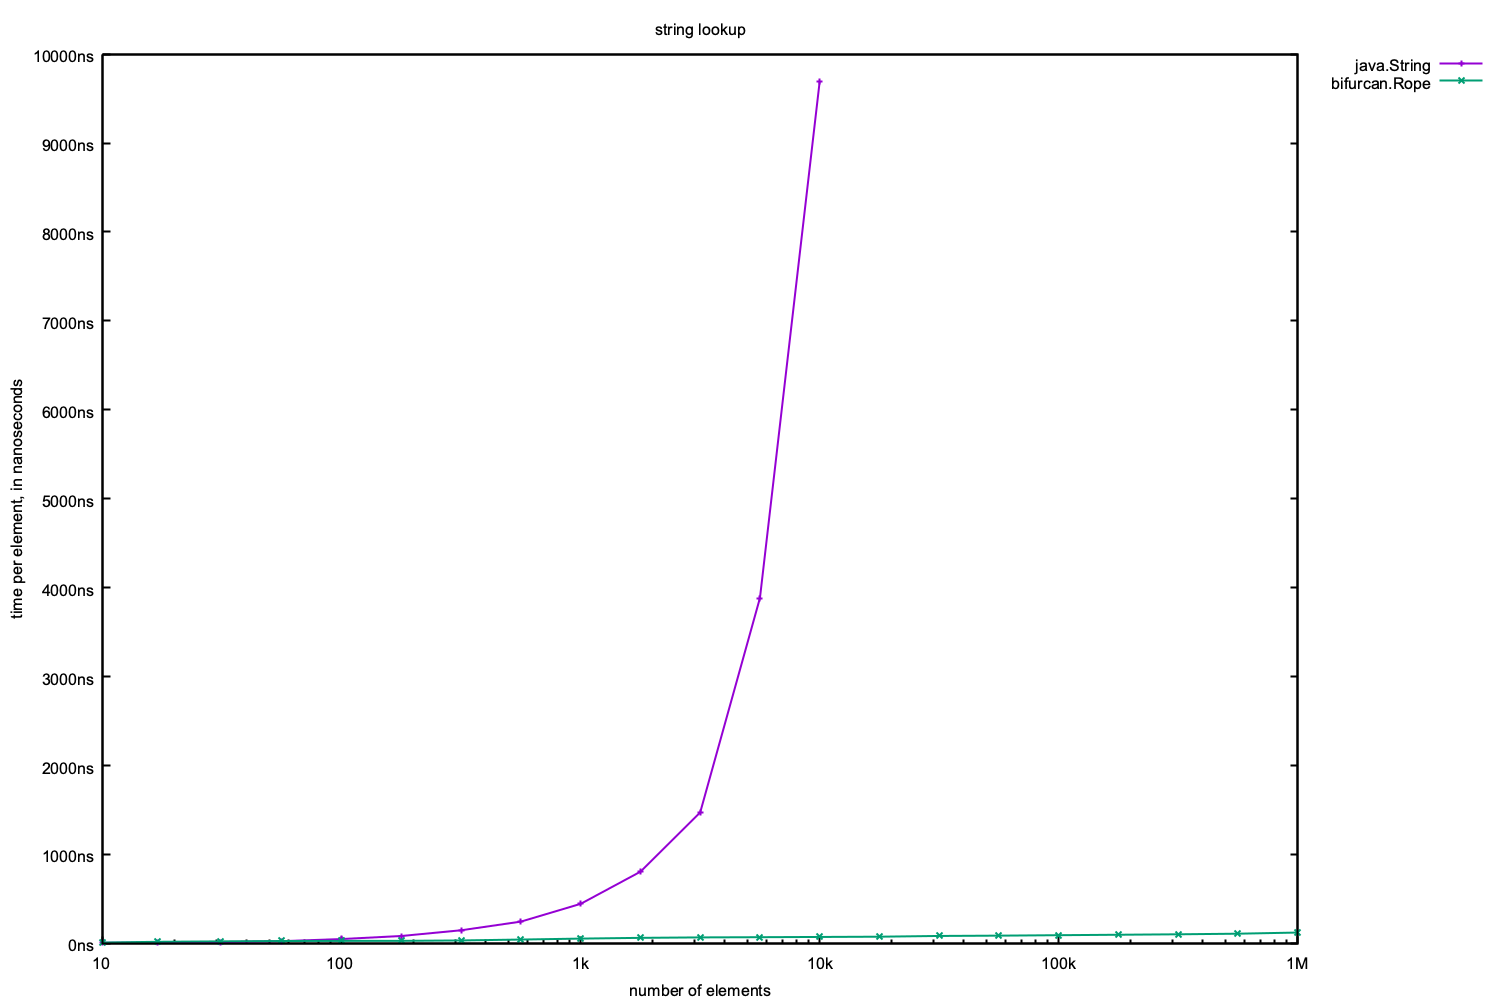 string lookup
java.String
bifurcan.Rope
10000ns
9000ns
8000ns
7000ns
6000ns
5000ns
4000ns
3000ns
2000ns
1000ns
0ns
time per element, in nanoseconds
10 100 1k 10k 100k 1M
number of elements